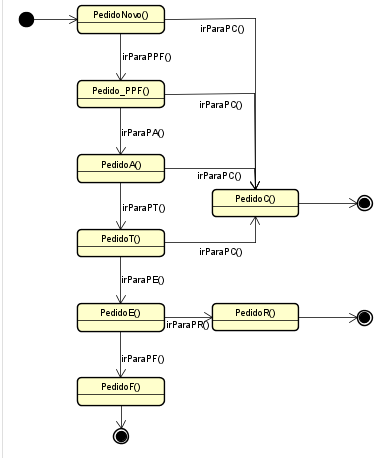 PedidoNovo()
irParaPC()
irParaPPF()
Pedido_PPF()
irParaPC()
irParaPA()
PedidoA()
irParaPC()
PedidoC()
irParaPT()
PedidoT()
irParaPC()
irParaPE()
PedidoE()
irParaPR()
PedidoR()
irParaPF()
PedidoF()